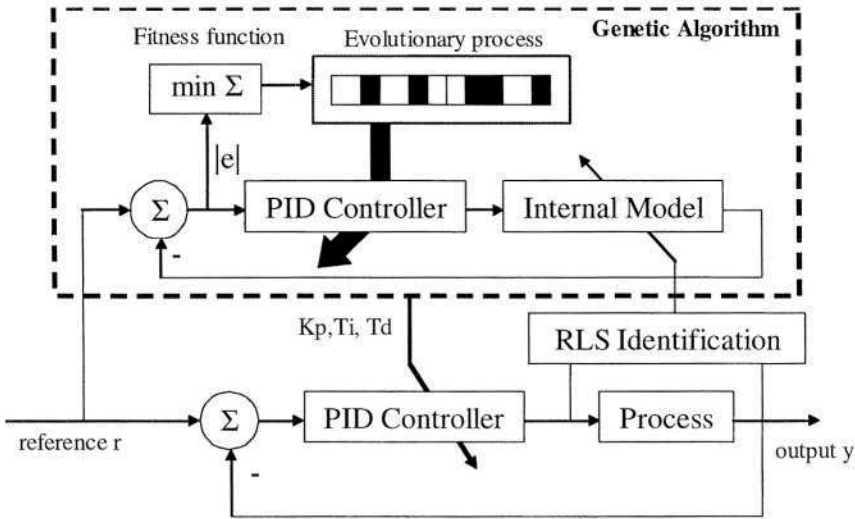 Fitness function
Evolutionary process
Genetic Algorithm
min Σ
|e|
Σ
PID Controller
Internal Model
-
Kp,Ti, Td
RLS Identification
Σ
PID Controller
Process
reference r
output y
-